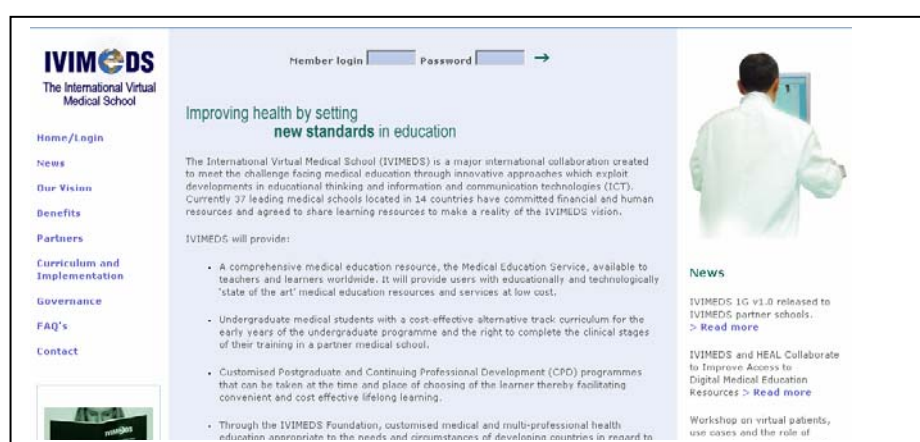 IVIMEDS
The International Virtual
Medical School
Home/Login
News
Our Vision
Benefits
Partners
Curriculum and
Implementation
Governance
FAQ's
Contact
IVIMEDS
Member login Password →
Improving health by setting
new standards in education
The International Virtual Medical School (IVIMEDS) is a major international collaboration created
to meet the challenge facing medical education through innovative approaches which exploit
developments in educational thinking and information and communication technologies (ICT).
Currently 37 leading medical schools located in 14 countries have committed financial and human
resources and agreed to share learning resources to make a reality of the IVIMEDS vision.
IVIMEDS will provide:
• A comprehensive medical education resource, the Medical Education Service, available to
teachers and learners worldwide. It will provide users with educationally and technologically
'state of the art' medical education resources and services at low cost.
• Undergraduate medical students with a cost-effective alternative track curriculum for the
early years of the undergraduate programme and the right to complete the clinical stages
of their training in a partner medical school.
• Customised Postgraduate and Continuing Professional Development (CPD) programmes
that can be taken at the time and place of choosing of the learner thereby facilitating
convenient and cost effective lifelong learning.
• Through the IVIMEDS Foundation, customised medical and multi-professional health
education appropriate to the needs and circumstances of developing countries in regard to
News
IVIMEDS 1G v1.0 released to
IVIMEDS partner schools.
> Read more
IVIMEDS and HEAL Collaborate
to Improve Access to
Digital Medical Education
Resources > Read more
Workshop on virtual patients,
use cases and the role of